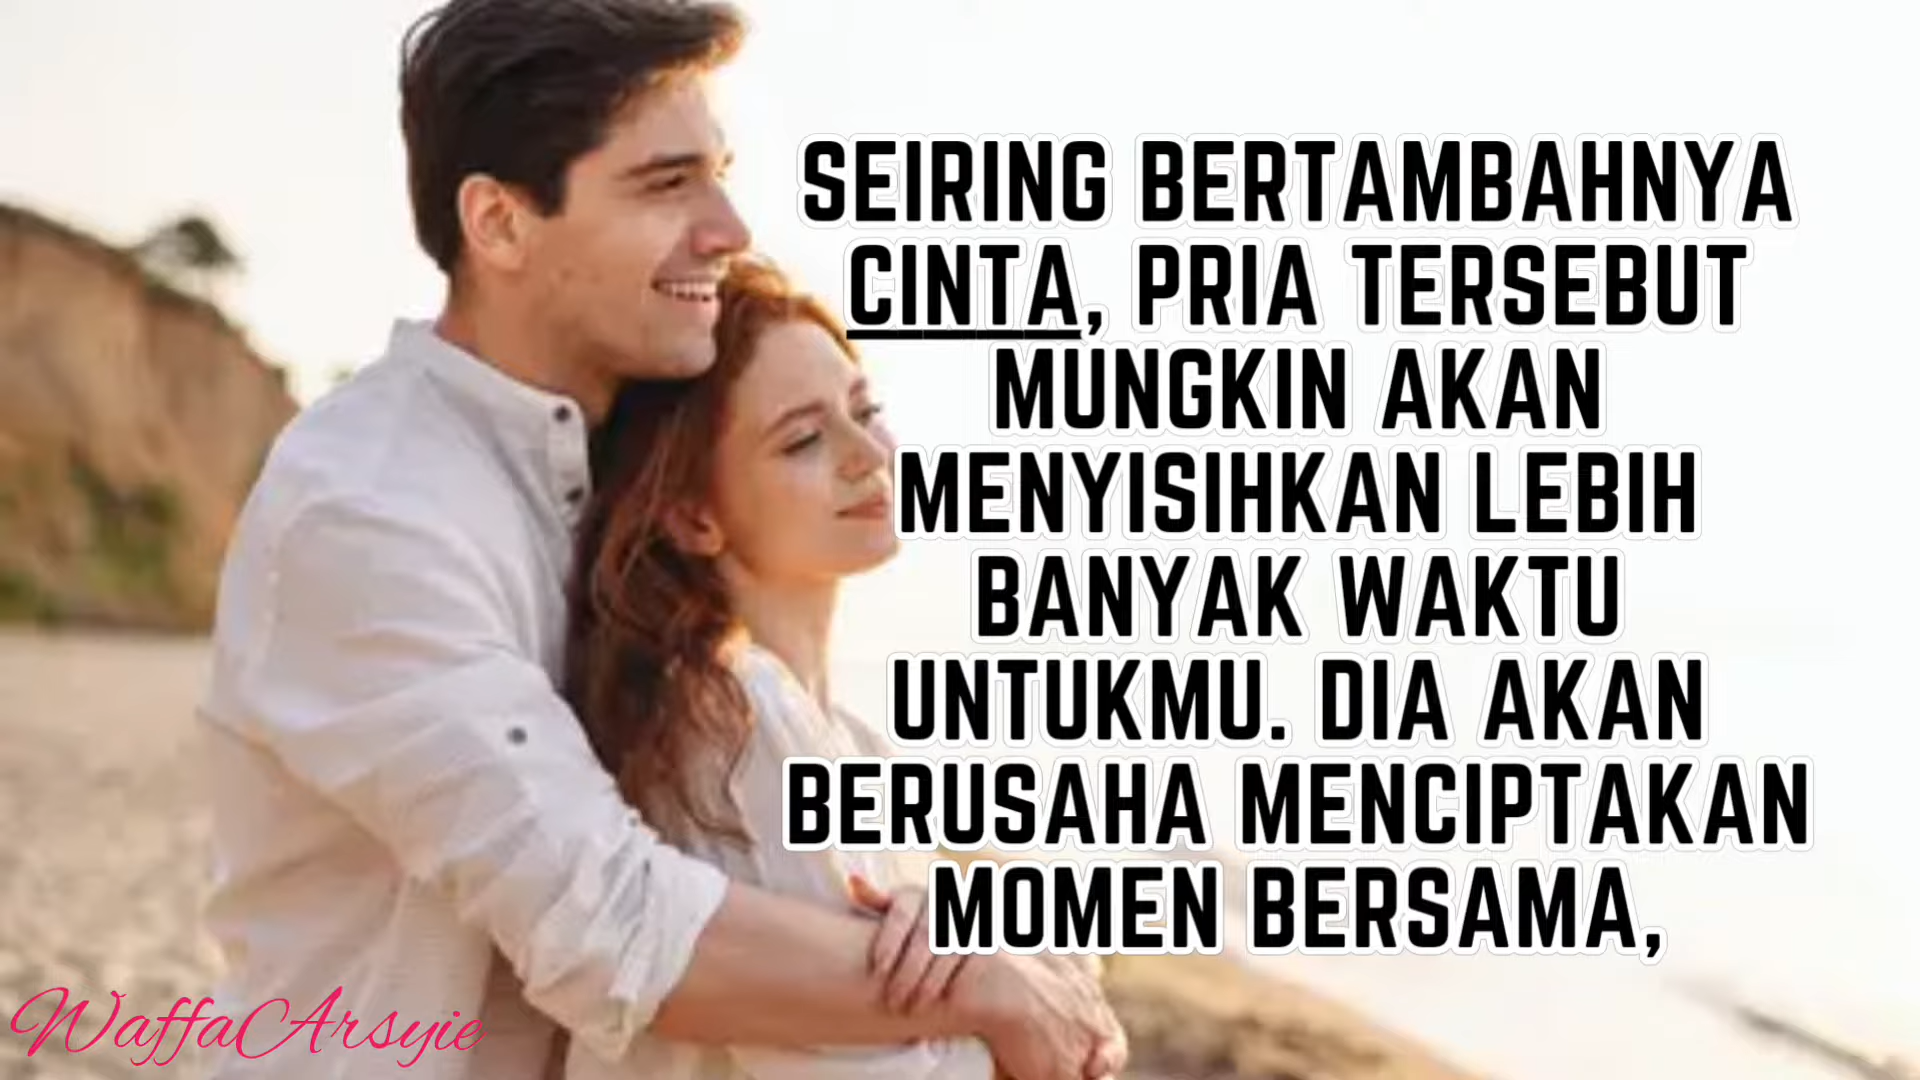 SEIRING BERTAMBAHNYA
CINTA, PRIA TERSEBUT
MUNGKIN AKAN
MENYISIHKAN LEBIH
BANYAK WAKTU
UNTUKMU. DIA AKAN
BERUSAHA MENCIPTAKAN
MOMEN BERSAMA,
WaffaArsyie